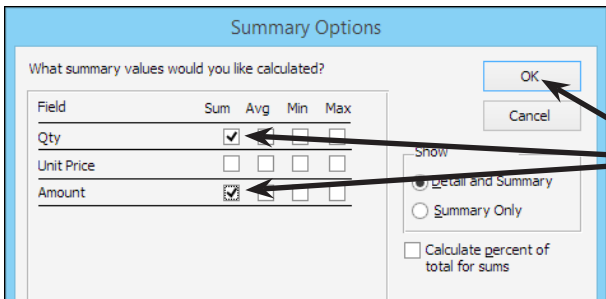 Summary Options
What summary values would you like calculated?
OK
Cancel
Field Sum Avg Min Max
Qty
Unit Price
Amount
Show
Detail and Summary
Summary Only
Calculate percent of
total for sums